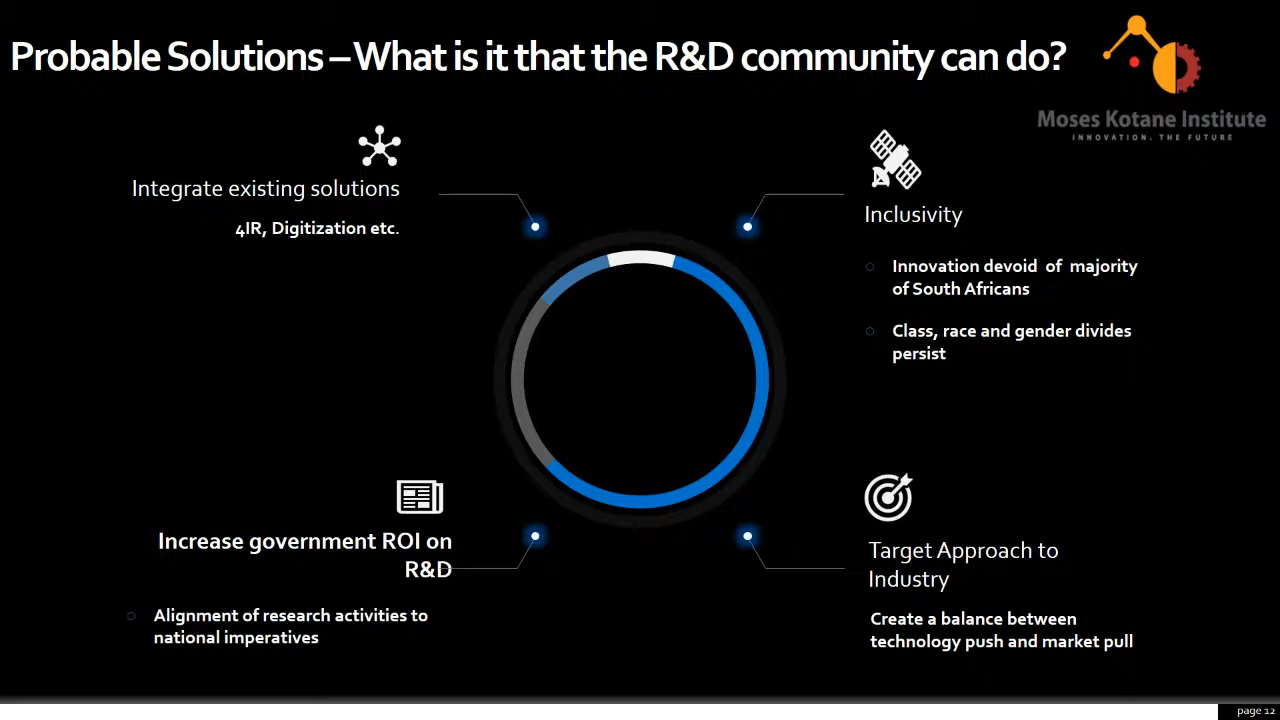 Probable Solutions – What is it that the R&D community can do?
Moses Kotane Institute
INNOVATION. THE FUTURE
Integrate existing solutions
4IR, Digitization etc.
Inclusivity
Innovation devoid of majority
of South Africans
Class, race and gender divides
persist
Increase government ROI on
R&D
Alignment of research activities to
national imperatives
Target Approach to
Industry
Create a balance between
technology push and market pull
page 12